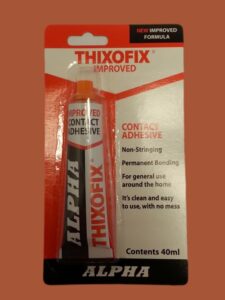 NEW IMPROVED
FORMULA
THIXOFIX™
IMPROVED
IMPROVED
CONTACT
ADHESIVE
ALPHA
THIXOFIX
CONTACT
ADHESIVE
Non-Stringing
Permanent Bonding
For general use
around the home
It's clean and easy
to use, with no mess
Contents 40ml
ALPHA